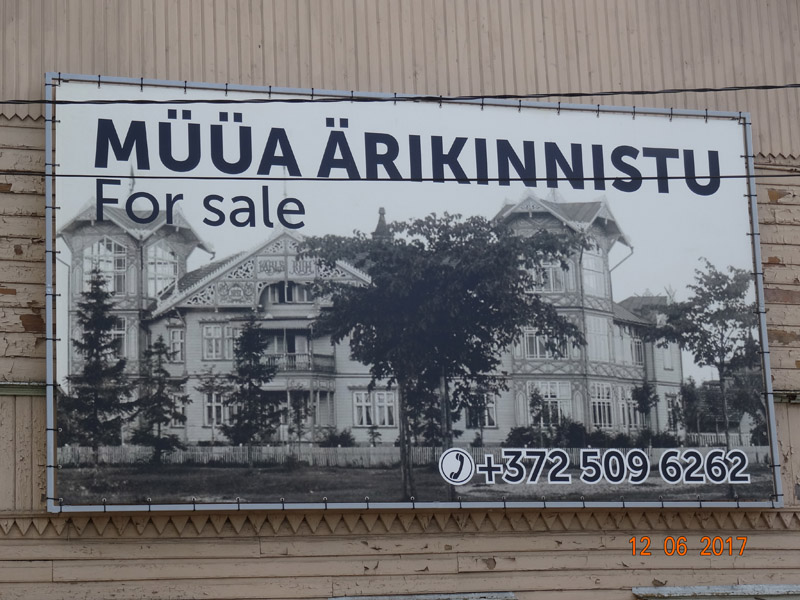 MÜÜA ÄRIKINNISTU
For sale
+372 509 6262
12 06 2017